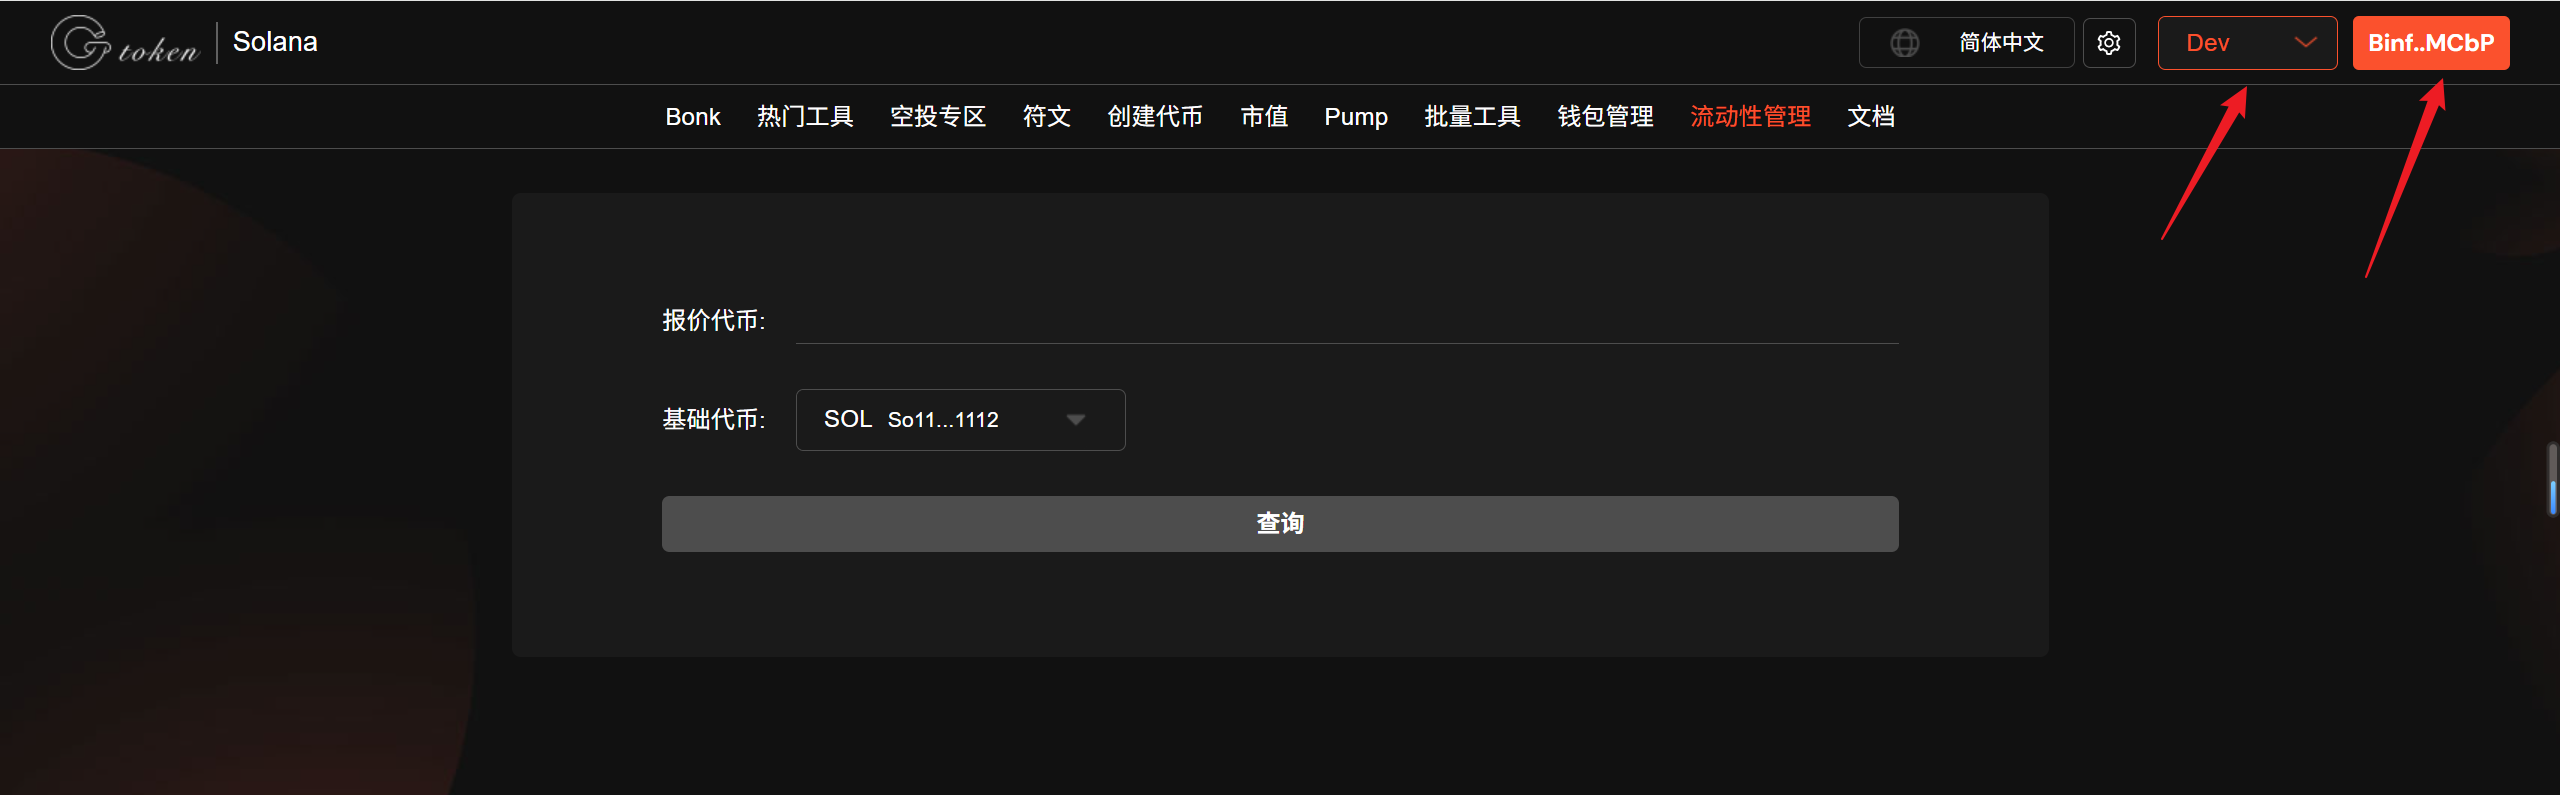 GT token | Solana
简体中文
Dev
Binf..MCbP
Bonk 热门工具 空投专区 符文 创建代币 市值 Pump 批量工具 钱包管理 流动性管理 文档
报价代币:
基础代币: SOL So11...1112
查询